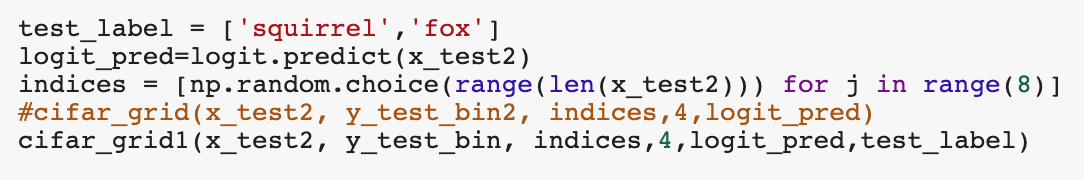 test_label = ['squirrel','fox']
logit_pred=logit.predict(x_test2)
indices = [np.random.choice(range(len(x_test2))) for j in range(8)]
#cifar_grid(x_test2, y_test_bin2, indices,4,logit_pred)
cifar_grid1(x_test2, y_test_bin, indices,4,logit_pred,test_label)